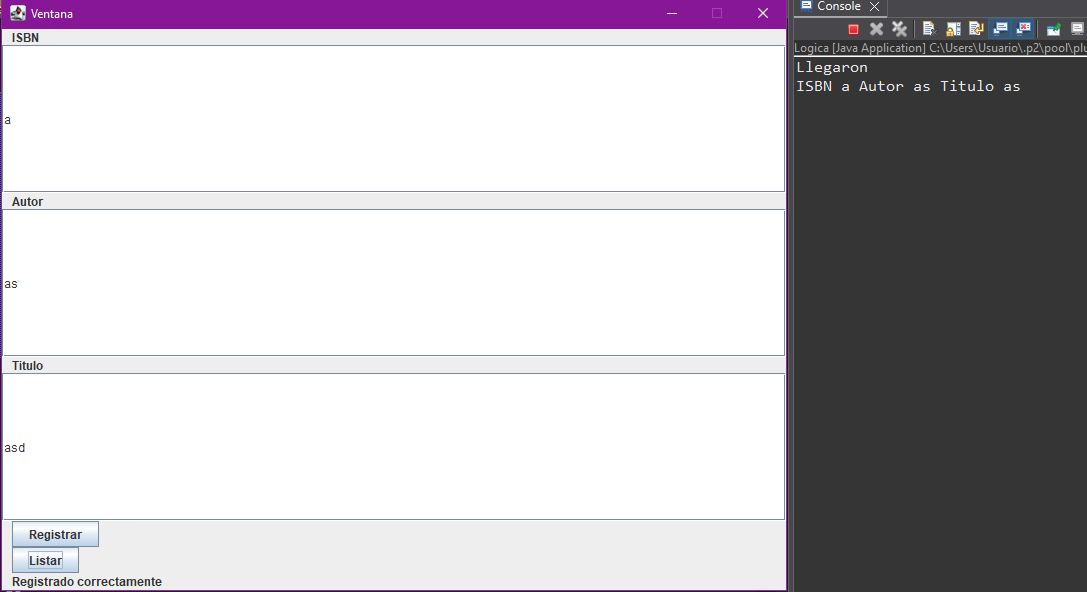 Ventana
ISBN
a
Autor
as
Titulo
asd
Registrar
Listar
Registrado correctamente
Console
Logica [Java Application] C:\Users\Usuario\.p2\pool\plu
Llegaron
ISBN a Autor as Titulo as